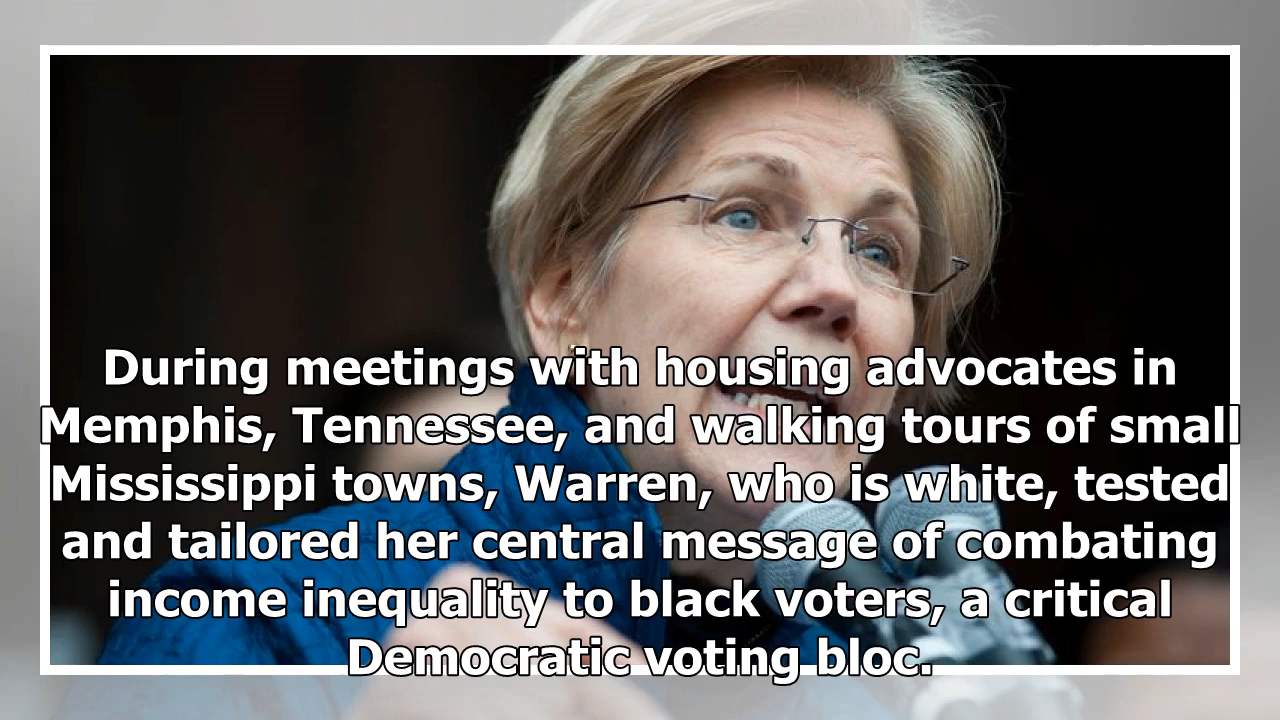 During meetings with housing advocates in
Memphis, Tennessee, and walking tours of small
Mississippi towns, Warren, who is white, tested
and tailored her central message of combating
income inequality to black voters, a critical
Democratic voting bloc.